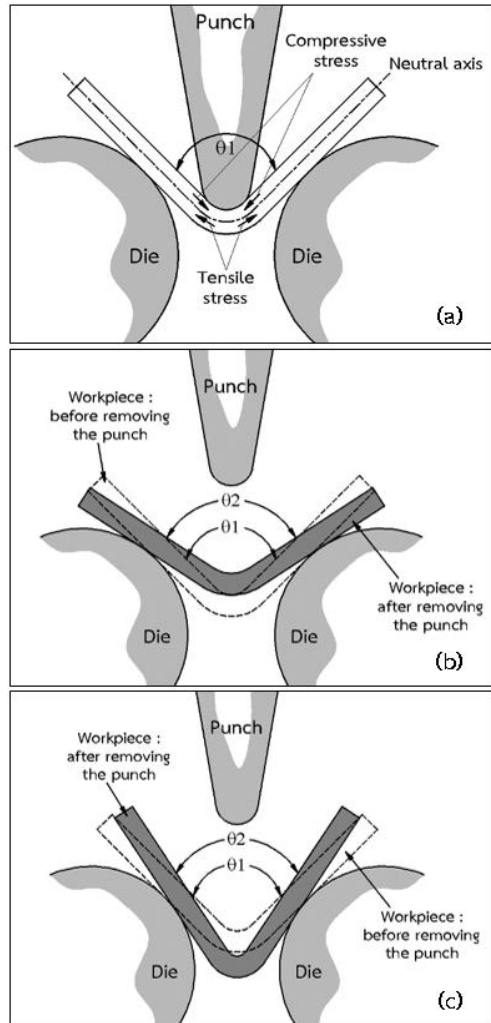 Punch
Compressive
stress
Neutral axis
θ1
Die
Die
Tensile
stress
(a)
Punch
Workpiece :
before removing
the punch
θ2
θ1
Workpiece :
after removing
the punch
Die
Die
(b)
Punch
Workpiece :
after removing
the punch
θ2
θ1
Workpiece :
before removing
the punch
Die
Die
(c)